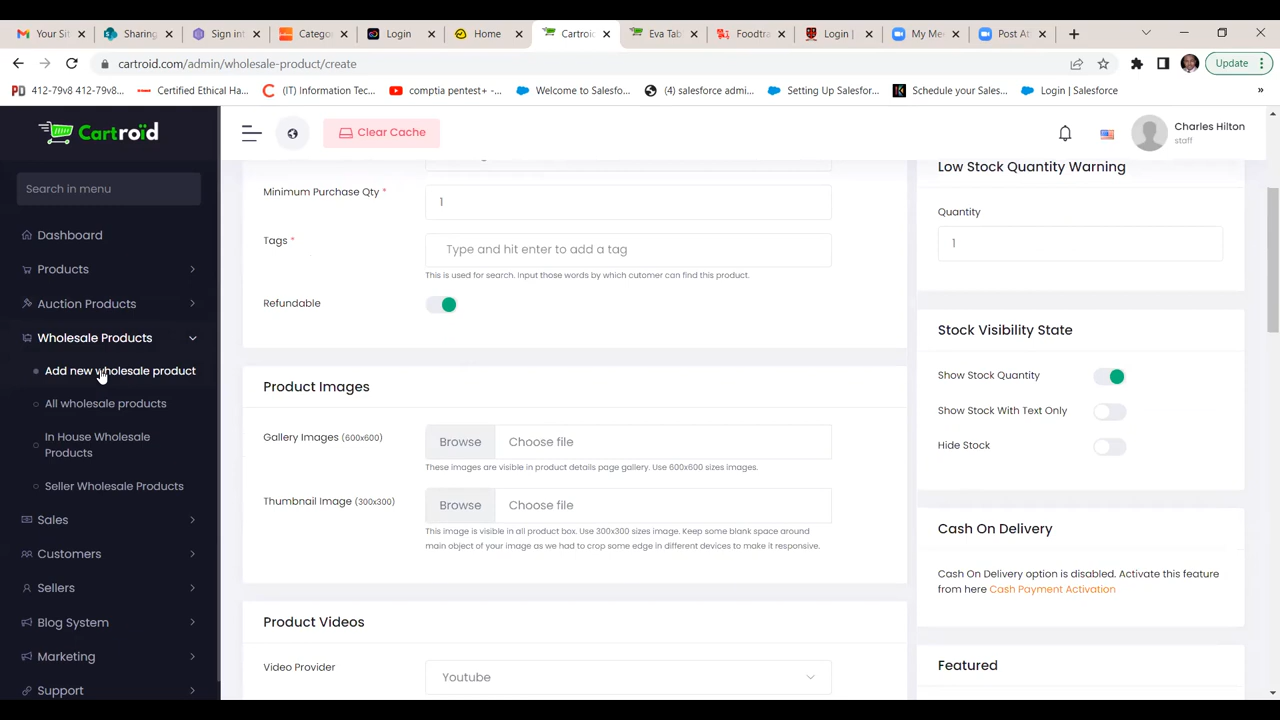 Your Sit
Sharing
Sign int
Categor
Login
Home
Cartroid
Eva Tab
Foodtra
Login |
My Me
Post Att
cartroid.com/admin/wholesale-product/create
Update
412-79v8 412-79v8...
Certified Ethical Ha...
(IT) Information Tec...
comptia pentest+ -...
Welcome to Salesfo...
(4) salesforce admi...
Setting Up Salesfor...
Schedule your Sales...
Login | Salesforce
»
Cartroid
Clear Cache
Charles Hilton
staff
Search in menu
Dashboard
Products
Auction Products
Wholesale Products
Add new wholesale product
All wholesale products
In House Wholesale
Products
Seller Wholesale Products
Sales
Customers
Sellers
Blog System
Marketing
Support
Minimum Purchase Qty *
1
Tags *
Type and hit enter to add a tag
This is used for search. Input those words by which cutomer can find this product.
Refundable
Product Images
Gallery Images (600x600)
Browse
Choose file
These images are visible in product details page gallery. Use 600x600 sizes images.
Thumbnail Image (300x300)
Browse
Choose file
This image is visible in all product box. Use 300x300 sizes image. Keep some blank space around
main object of your image as we had to crop some edge in different devices to make it responsive.
Product Videos
Video Provider
Youtube
Low Stock Quantity Warning
Quantity
1
Stock Visibility State
Show Stock Quantity
Show Stock With Text Only
Hide Stock
Cash On Delivery
Cash On Delivery option is disabled. Activate this feature
from here Cash Payment Activation
Featured